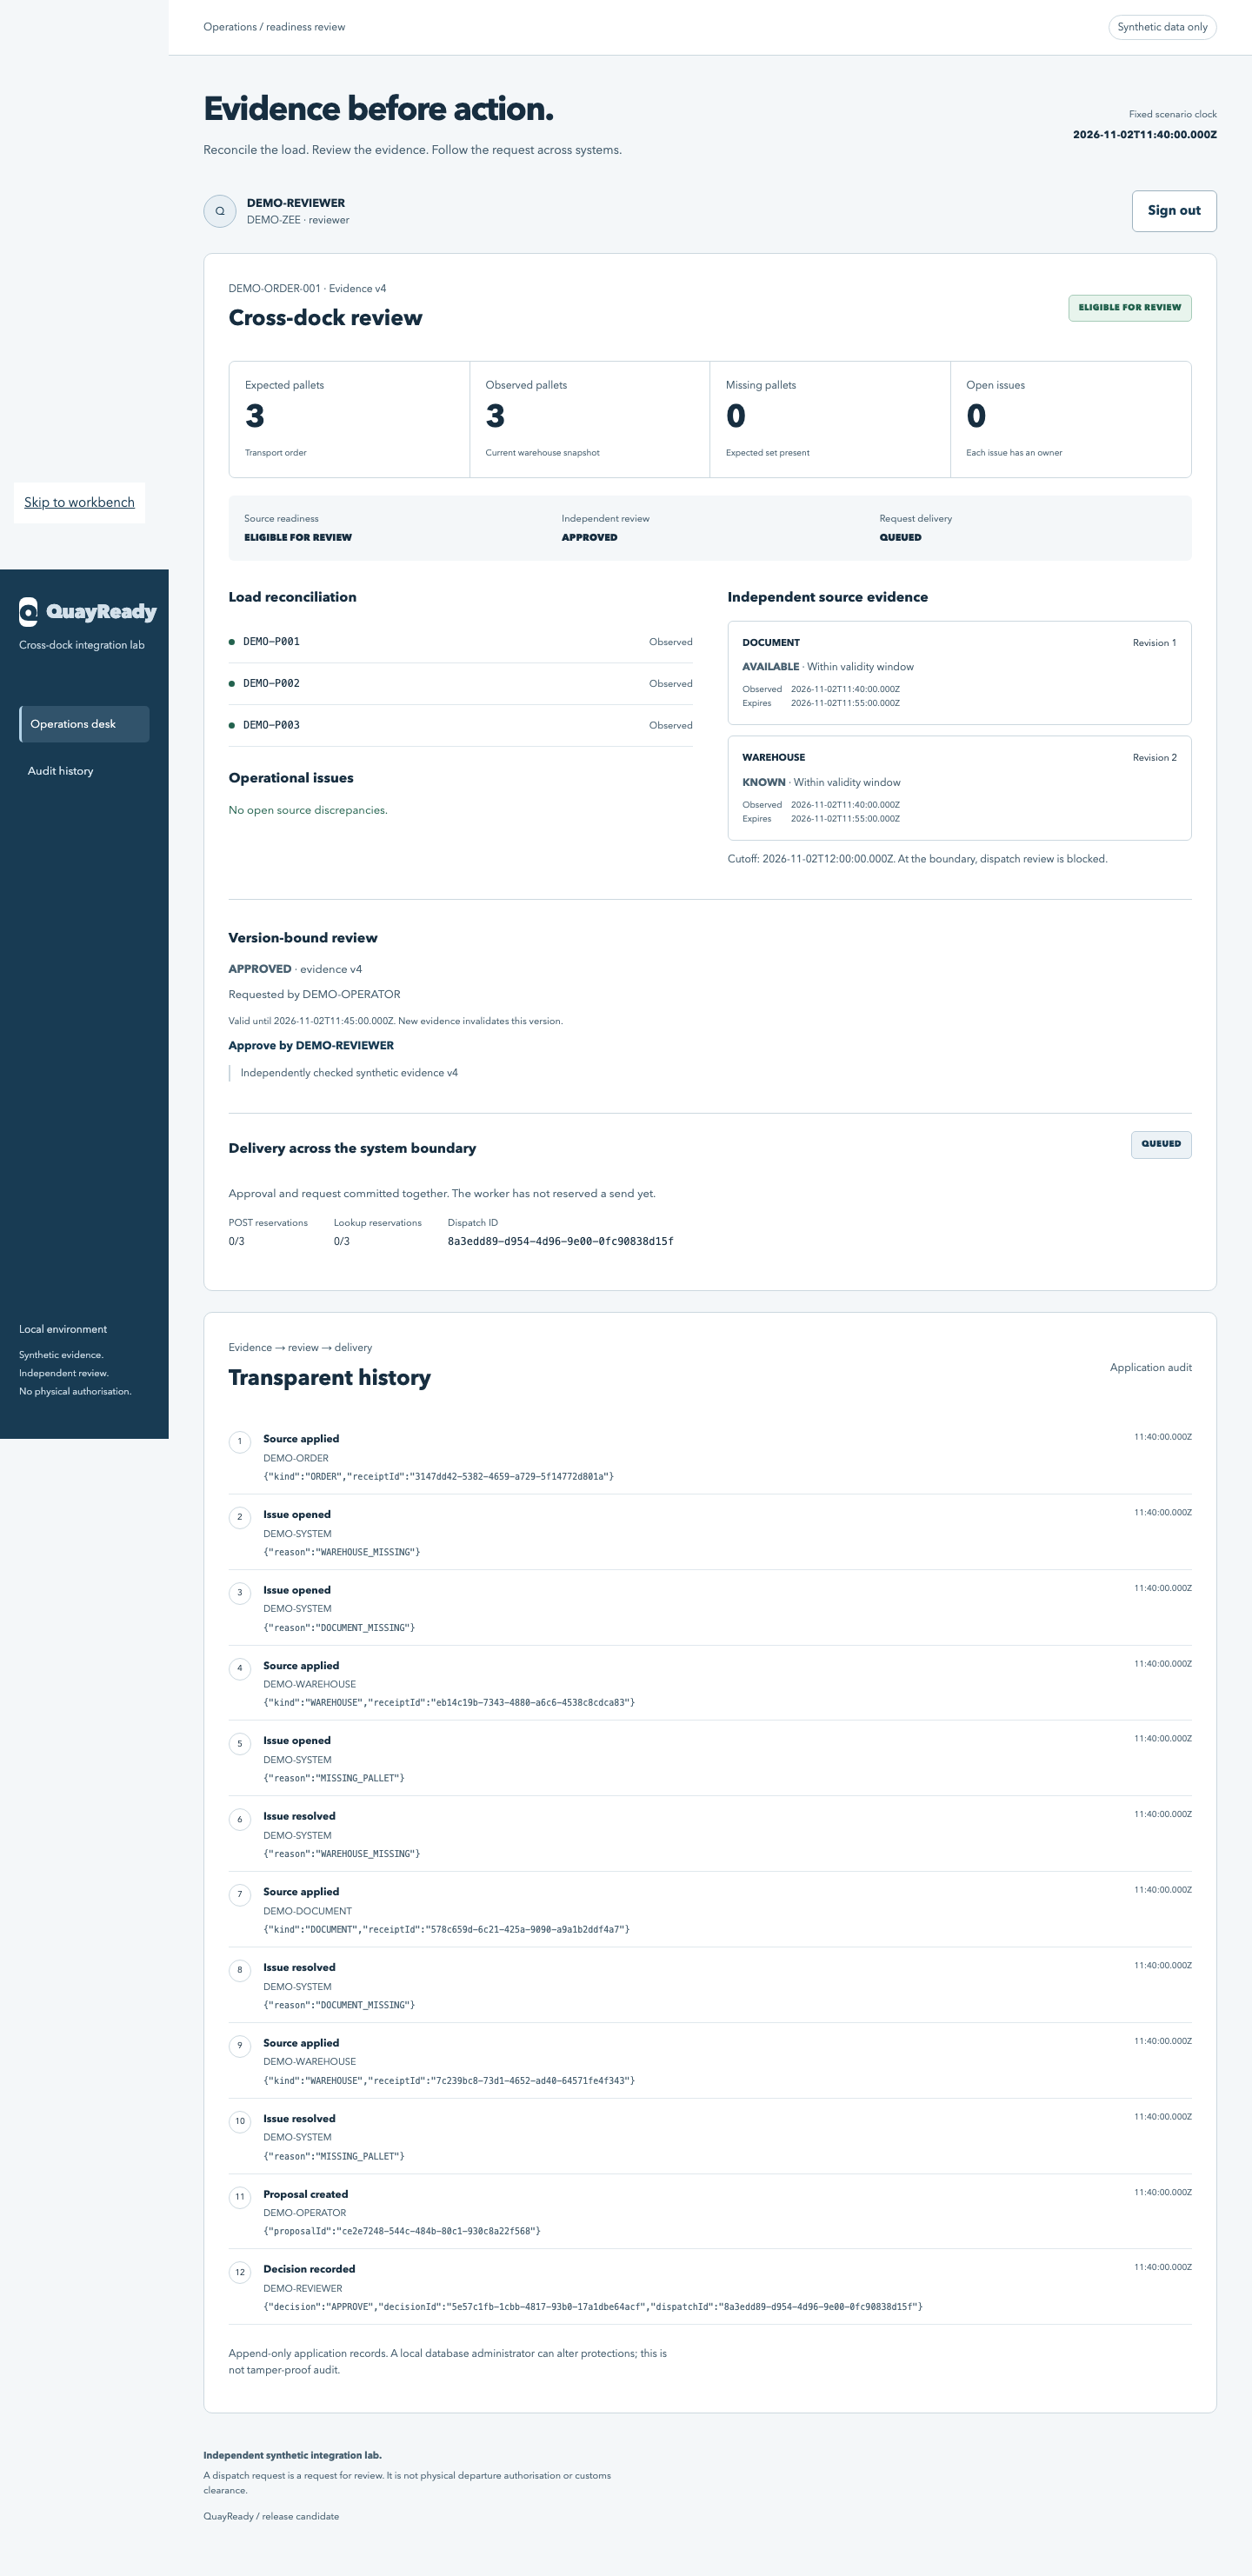 Operations / readiness review
Synthetic data only
Evidence before action.
Reconcile the load. Review the evidence. Follow the request across systems.
Fixed scenario clock
2026-11-02T11:40:00.000Z
Q
DEMO-REVIEWER
DEMO-ZEE · reviewer
Sign out
Skip to workbench
QuayReady
Cross-dock integration lab
Operations desk
Audit history
Local environment
Synthetic evidence.
Independent review.
No physical authorisation.
DEMO-ORDER-001 · Evidence v4
Cross-dock review
ELIGIBLE FOR REVIEW
Expected pallets
3
Transport order
Observed pallets
3
Current warehouse snapshot
Missing pallets
0
Expected set present
Open issues
0
Each issue has an owner
Source readiness
ELIGIBLE FOR REVIEW
Independent review
APPROVED
Request delivery
QUEUED
Load reconciliation
DEMO-P001 Observed
DEMO-P002 Observed
DEMO-P003 Observed
Operational issues
No open source discrepancies.
Independent source evidence
DOCUMENT Revision 1
AVAILABLE · Within validity window
Observed 2026-11-02T11:40:00.000Z
Expires 2026-11-02T11:55:00.000Z
WAREHOUSE Revision 2
KNOWN · Within validity window
Observed 2026-11-02T11:40:00.000Z
Expires 2026-11-02T11:55:00.000Z
Cutoff: 2026-11-02T12:00:00.000Z. At the boundary, dispatch review is blocked.
Version-bound review
APPROVED · evidence v4
Requested by DEMO-OPERATOR
Valid until 2026-11-02T11:45:00.000Z. New evidence invalidates this version.
Approve by DEMO-REVIEWER
Independently checked synthetic evidence v4
Delivery across the system boundary
QUEUED
Approval and request committed together. The worker has not reserved a send yet.
POST reservations
0/3
Lookup reservations
0/3
Dispatch ID
8a3edd89-d954-4d96-9e00-0fc90838d15f
Evidence → review → delivery
Transparent history
Application audit
1 Source applied 11:40:00.000Z
DEMO-ORDER
{"kind":"ORDER","receiptId":"3147dd42-5382-4659-a729-5f14772d801a"}
2 Issue opened 11:40:00.000Z
DEMO-SYSTEM
{"reason":"WAREHOUSE_MISSING"}
3 Issue opened 11:40:00.000Z
DEMO-SYSTEM
{"reason":"DOCUMENT_MISSING"}
4 Source applied 11:40:00.000Z
DEMO-WAREHOUSE
{"kind":"WAREHOUSE","receiptId":"eb14c19b-7343-4880-a6c6-4538c8cdca83"}
5 Issue opened 11:40:00.000Z
DEMO-SYSTEM
{"reason":"MISSING_PALLET"}
6 Issue resolved 11:40:00.000Z
DEMO-SYSTEM
{"reason":"WAREHOUSE_MISSING"}
7 Source applied 11:40:00.000Z
DEMO-DOCUMENT
{"kind":"DOCUMENT","receiptId":"578c659d-6c21-425a-9090-a9a1b2ddf4a7"}
8 Issue resolved 11:40:00.000Z
DEMO-SYSTEM
{"reason":"DOCUMENT_MISSING"}
9 Source applied 11:40:00.000Z
DEMO-WAREHOUSE
{"kind":"WAREHOUSE","receiptId":"7c239bc8-73d1-4652-ad40-64571fe4f343"}
10 Issue resolved 11:40:00.000Z
DEMO-SYSTEM
{"reason":"MISSING_PALLET"}
11 Proposal created 11:40:00.000Z
DEMO-OPERATOR
{"proposalId":"ce2e7248-544c-484b-80c1-930c8a22f568"}
12 Decision recorded 11:40:00.000Z
DEMO-REVIEWER
{"decision":"APPROVE","decisionId":"5e57c1fb-1cbb-4817-93b0-17a1dbe64acf","dispatchId":"8a3edd89-d954-4d96-9e00-0fc90838d15f"}
Append-only application records. A local database administrator can alter protections; this is
not tamper-proof audit.
Independent synthetic integration lab.
A dispatch request is a request for review. It is not physical departure authorisation or customs
clearance.
QuayReady / release candidate